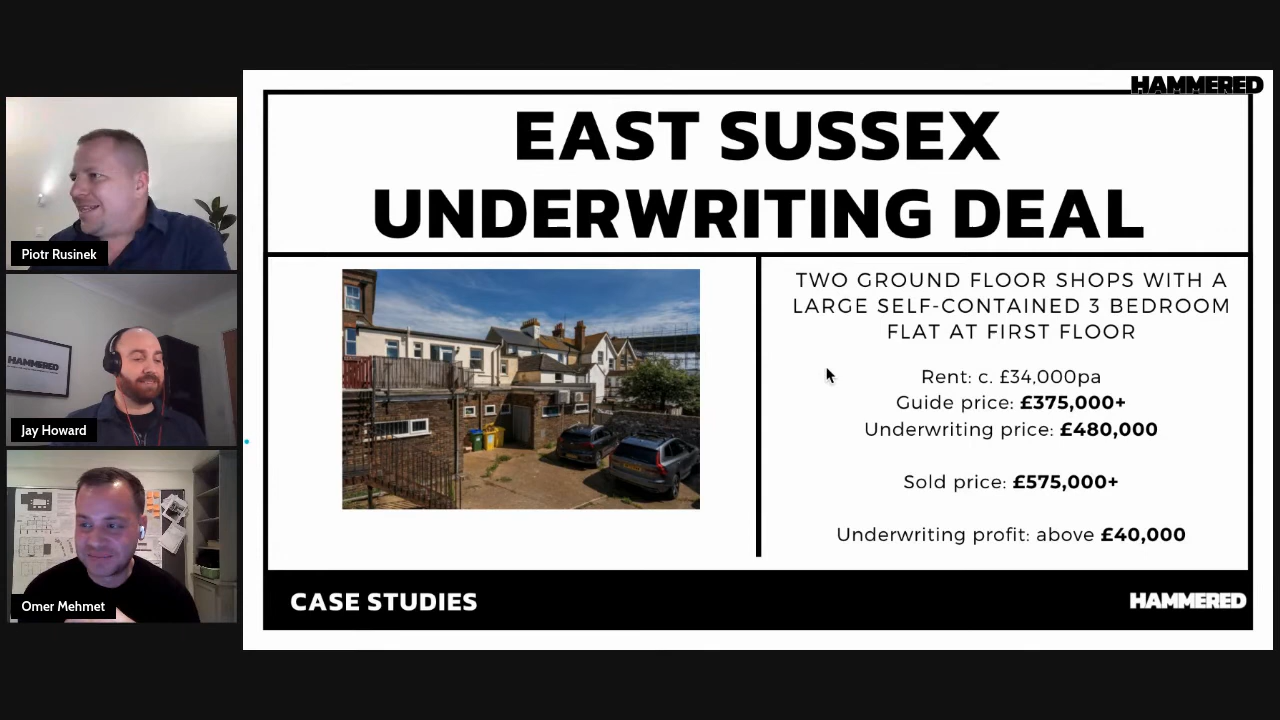 HAMMERED
EAST SUSSEX
UNDERWRITING DEAL
TWO GROUND FLOOR SHOPS WITH A
LARGE SELF-CONTAINED 3 BEDROOM
FLAT AT FIRST FLOOR
Rent: c. £34,000pa
Guide price: £375,000+
Underwriting price: £480,000
Sold price: £575,000+
Underwriting profit: above £40,000
CASE STUDIES
HAMMERED
Piotr Rusinek
HAMMERED
Jay Howard
Omer Mehmet